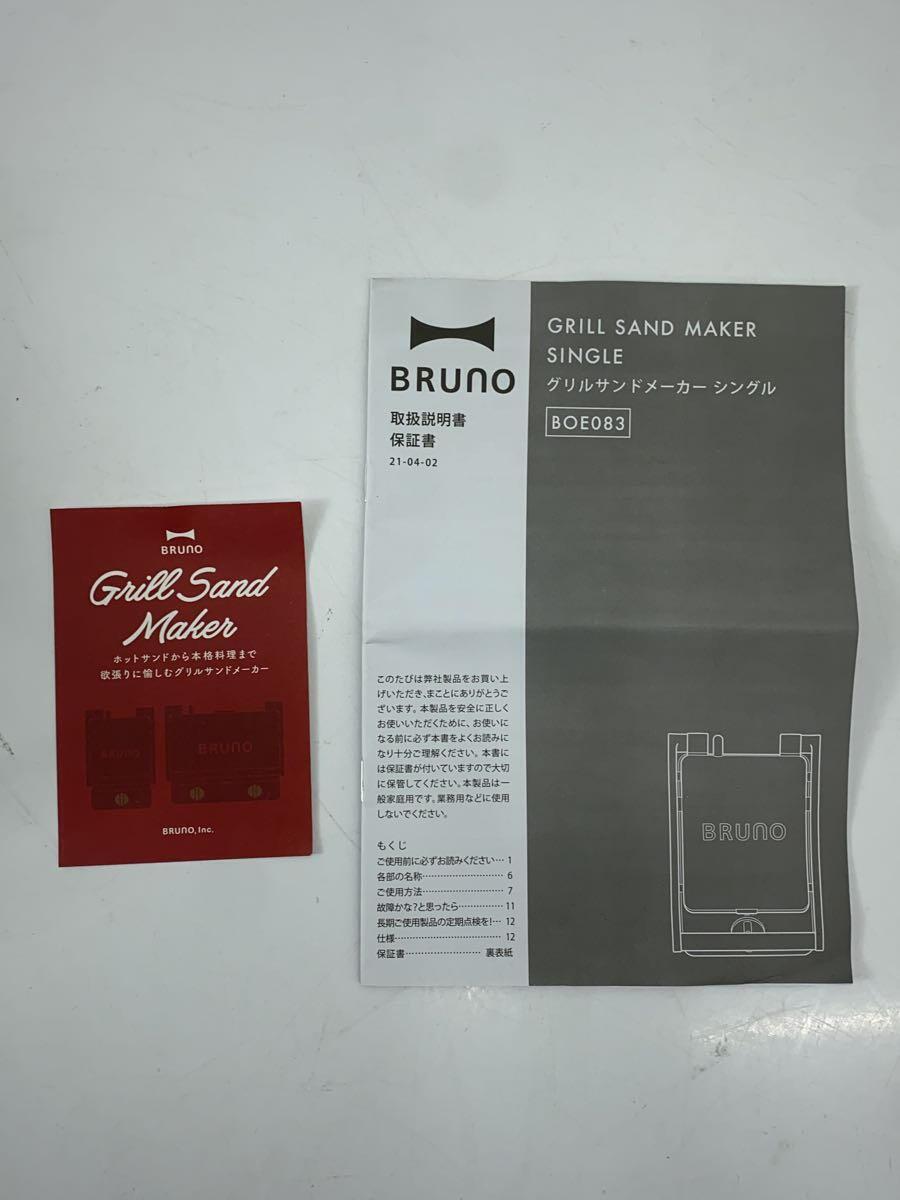 BRUNO
Grill Sand
Maker
ホットサンドから本格料理まで
欲張りに愉しむグリルサンドメーカー
BRUNO
BRUNO
BRUNO, Inc.
BRUNO
取扱説明書
保証書
21-04-02
このたびは弊社製品をお買い上
げいただき、まことにありがとうご
ざいます。本製品を安全に正しく
お使いいただくために、お使いに
なる前に必ず本書をよくお読みに
なり十分ご理解ください。本書に
は保証書が付いていますので大切
に保管してください。本製品は一
般家庭用です。業務用などに使用
しないでください。
もくじ
ご使用前に必ずお読みください… 1
各部の名称………………………… 6
ご使用方法………………………… 7
故障かな？と思ったら…………… 11
長期ご使用製品の定期点検を！… 12
仕様………………………………… 12
保証書…………………… 裏表紙
GRILL SAND MAKER
SINGLE
グリルサンドメーカー シングル
BOE083
BRUNO